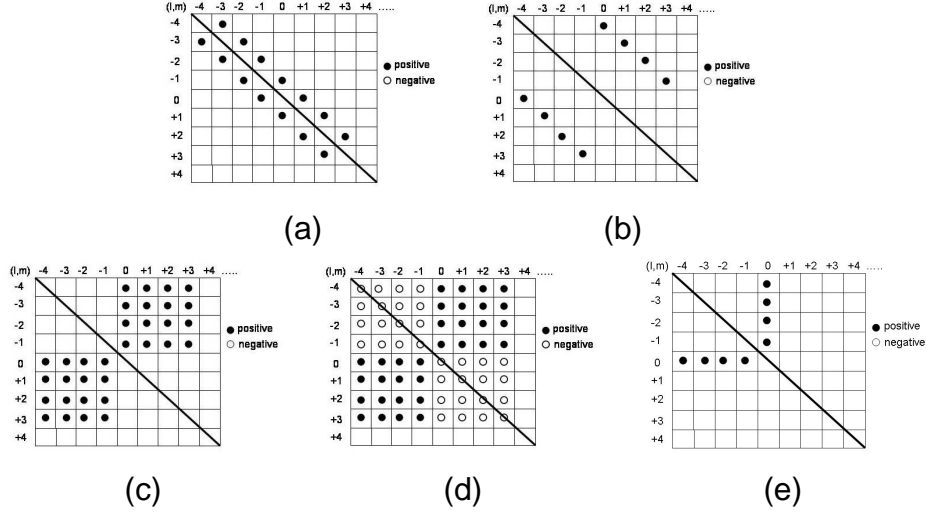 (l,m) -4 -3 -2 -1 0 +1 +2 +3 +4 .....
-4
-3
-2
-1
0
+1
+2
+3
+4
positive
negative
(a)
(l,m) -4 -3 -2 -1 0 +1 +2 +3 +4 .....
-4
-3
-2
-1
0
+1
+2
+3
+4
positive
negative
(b)
(l,m) -4 -3 -2 -1 0 +1 +2 +3 +4 .....
-4
-3
-2
-1
0
+1
+2
+3
+4
positive
negative
(c)
(l,m) -4 -3 -2 -1 0 +1 +2 +3 +4 .....
-4
-3
-2
-1
0
+1
+2
+3
+4
positive
negative
(d)
(l,m) -4 -3 -2 -1 0 +1 +2 +3 +4 .....
-4
-3
-2
-1
0
+1
+2
+3
+4
positive
negative
(e)